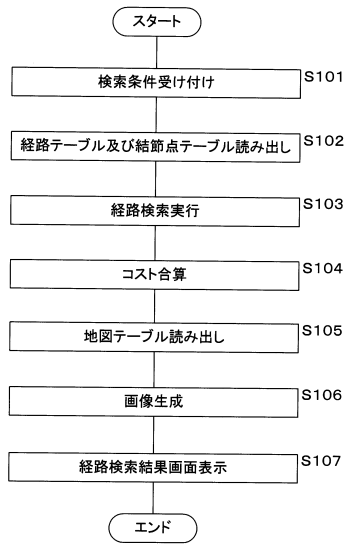 スタート
検索条件受け付け
S101
経路テーブル及び結節点テーブル読み出し
S102
経路検索実行
S103
コスト合算
S104
地図テーブル読み出し
S105
画像生成
S106
経路検索結果画面表示
S107
エンド